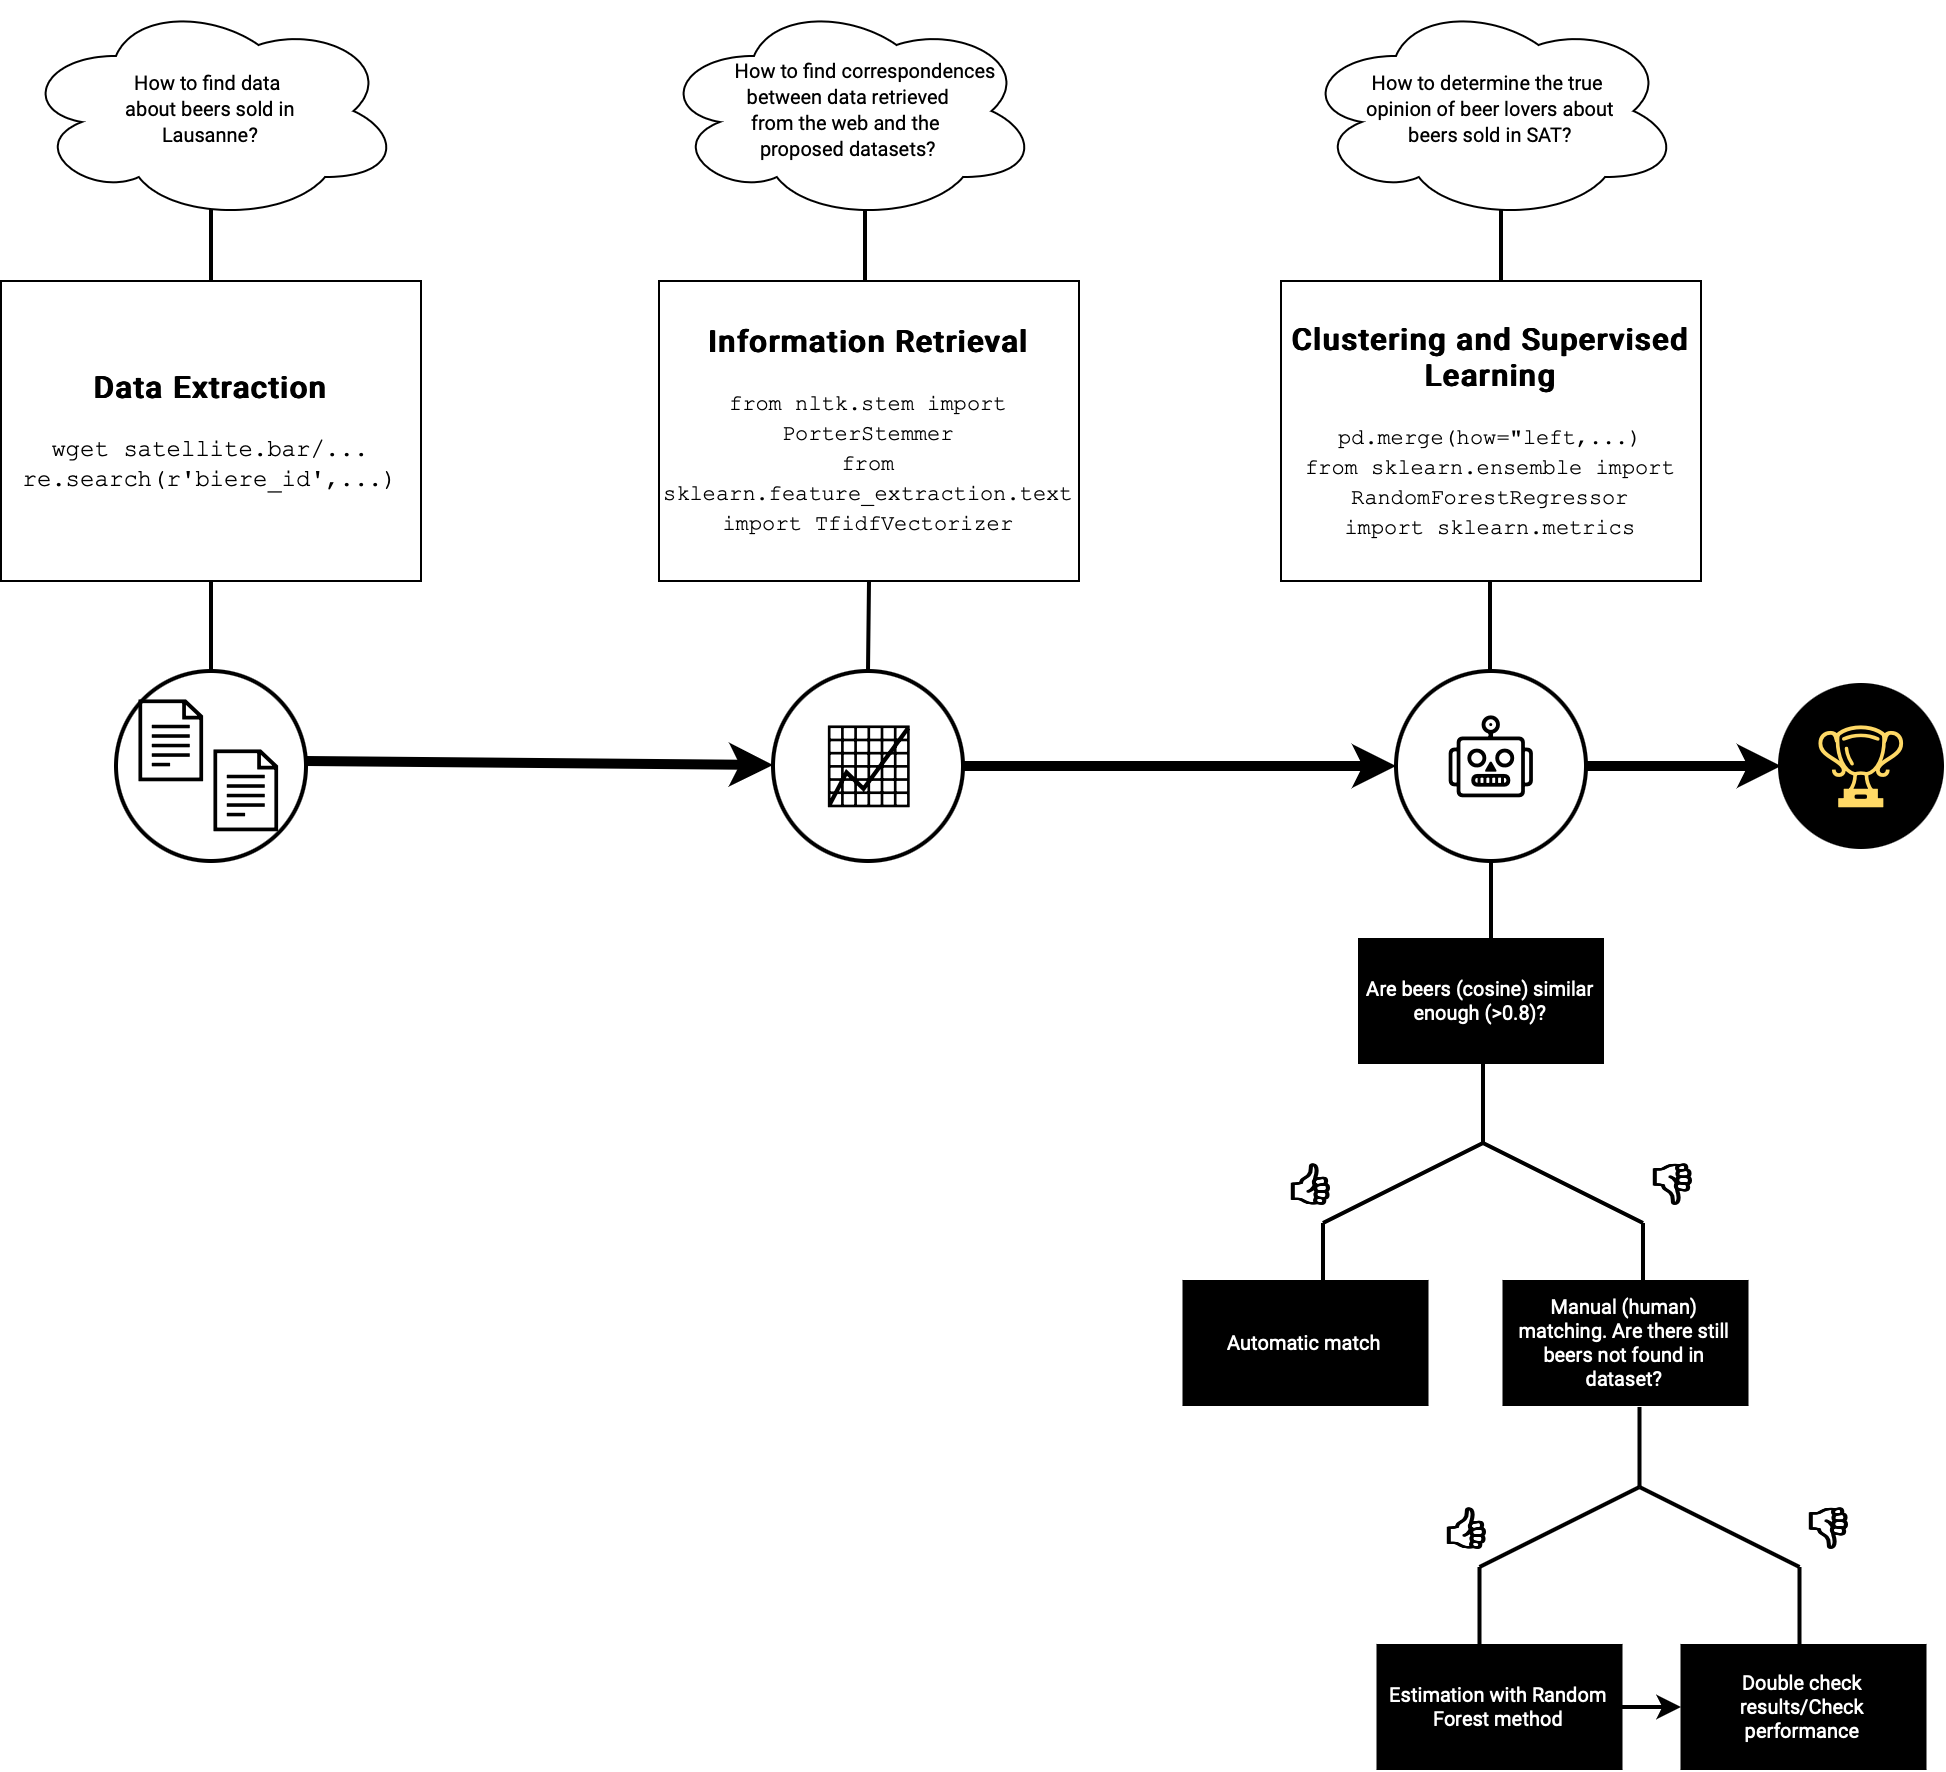 How to find data
about beers sold in
Lausanne?
How to find correspondences
between data retrieved
from the web and the
proposed datasets?
How to determine the true
opinion of beer lovers about
beers sold in SAT?
Data Extraction
wget satellite.bar/...
re.search(r'biere_id',...)
Information Retrieval
from nltk.stem import
PorterStemmer
from
sklearn.feature_extraction.text
import TfidfVectorizer
Clustering and Supervised
Learning
pd.merge(how="left,...)
from sklearn.ensemble import
RandomForestRegressor
import sklearn.metrics
Are beers (cosine) similar
enough (>0.8)?
Automatic match
Manual (human)
matching. Are there still
beers not found in
dataset?
Estimation with Random
Forest method
Double check
results/Check
performance